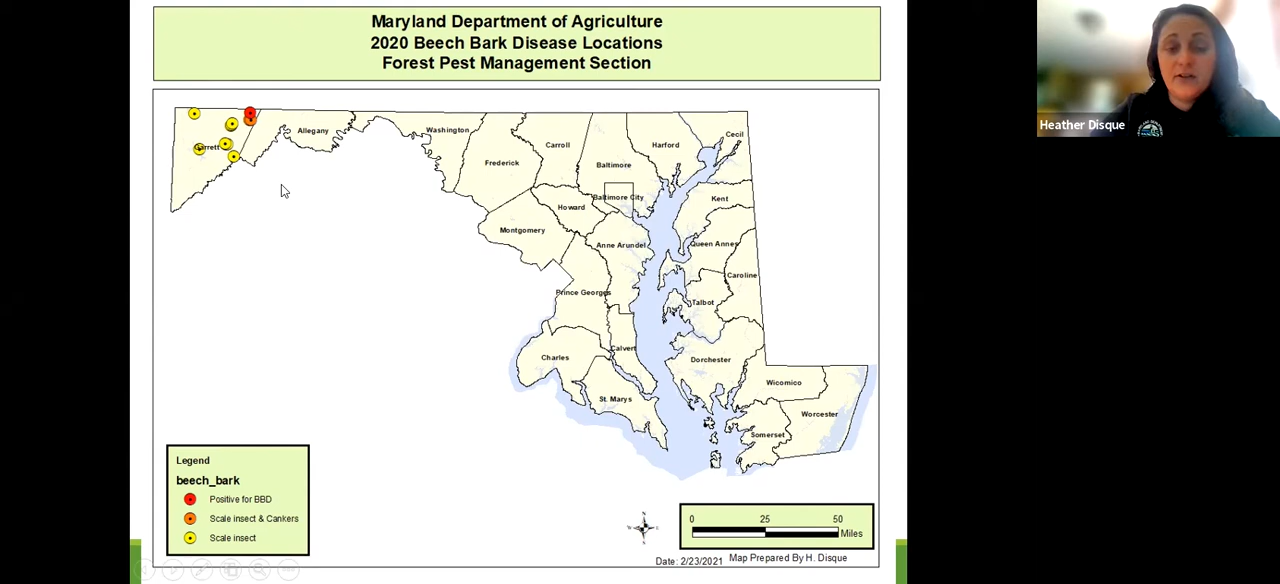 Maryland Department of Agriculture
2020 Beech Bark Disease Locations
Forest Pest Management Section
Heather Disque
Garrett
Allegany
Washington
Frederick
Carroll
Baltimore
Harford
Cecil
Baltimore City
Howard
Kent
Montgomery
Anne Arundel
Queen Annes
Caroline
Prince Georges
Talbot
Calvert
Charles
Dorchester
St. Marys
Wicomico
Worcester
Somerset
Legend
beech_bark
Positive for BBD
Scale insect & Cankers
Scale insect
N
W E
S
0 25 50
Miles
Date: 2/23/2021 Map Prepared By H. Disque